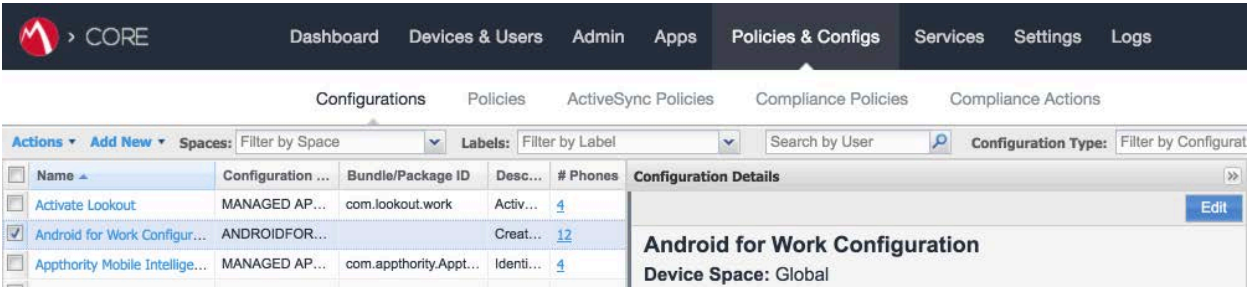 > CORE Dashboard Devices & Users Admin Apps Policies & Configs Services Settings Logs
Configurations Policies ActiveSync Policies Compliance Policies Compliance Actions
Actions Add New Spaces: Filter by Space Labels: Filter by Label Search by User Configuration Type: Filter by Configurat
Name Configuration ... Bundle/Package ID Desc... # Phones Configuration Details
Activate Lookout MANAGED AP... com.lookout.work Activ... 4 Edit
Android for Work Configur... ANDROIDFOR... Creat... 12 Android for Work Configuration
Appthority Mobile Intellige... MANAGED AP... com.appthority.Appt... Identi... 4 Device Space: Global